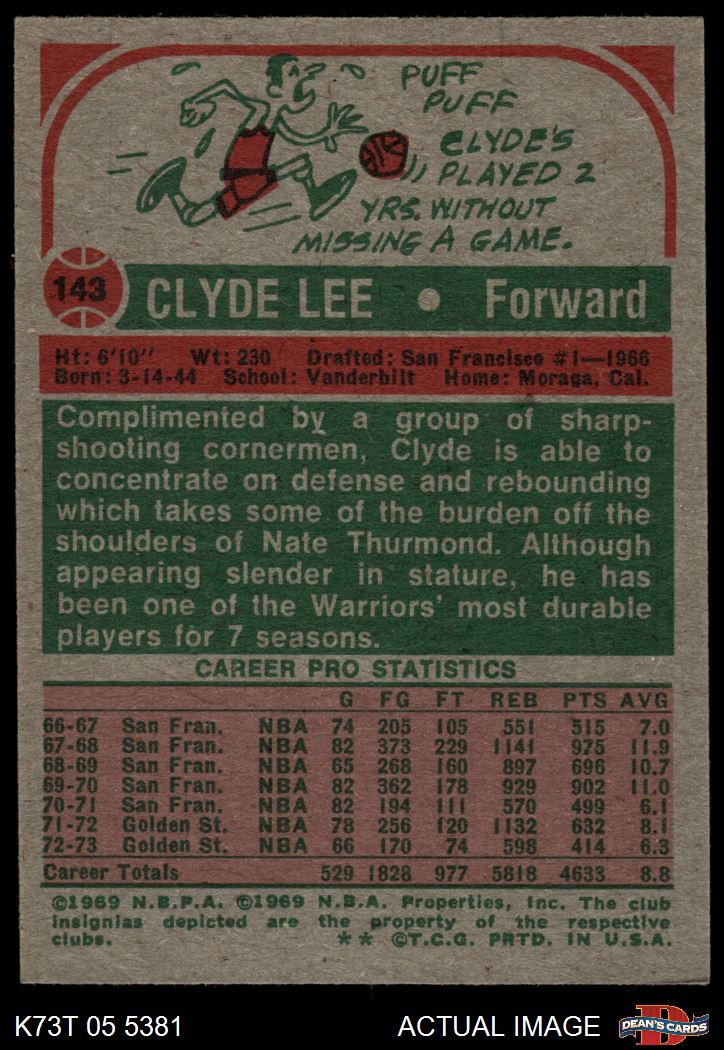 PUFF
PUFF
CLYDE'S
PLAYED 2
YRS. WITHOUT
MISSING A GAME.
143 CLYDE LEE • Forward
Ht: 6'10" Wt: 230 Drafted: San Francisco #1—1966
Born: 3-14-44 School: Vanderbilt Home: Moraga, Cal.
Complimented by a group of sharp-
shooting cornermen, Clyde is able to
concentrate on defense and rebounding
which takes some of the burden off the
shoulders of Nate Thurmond. Although
appearing slender in stature, he has
been one of the Warriors' most durable
players for 7 seasons.
CAREER PRO STATISTICS
G FG FT REB PTS AVG
66-67 San Fran. NBA 74 205 105 551 515 7.0
67-68 San Fran. NBA 82 373 229 1141 975 11.9
68-69 San Fran. NBA 65 268 160 897 696 10.7
69-70 San Fran. NBA 82 362 178 929 902 11.0
70-71 San Fran. NBA 82 194 111 570 499 6.1
71-72 Golden St. NBA 78 256 120 1132 632 8.1
72-73 Golden St. NBA 66 170 74 598 414 6.3
Career Totals 529 1828 977 5818 4633 8.8
©1969 N.B.P.A. ©1969 N.B.A. Properties, Inc. The club
insignias depicted are the property of the respective
clubs. ** ©T.C.G. PRTD. IN U.S.A.
K73T 05 5381 ACTUAL IMAGE D DEAN'S CARDS